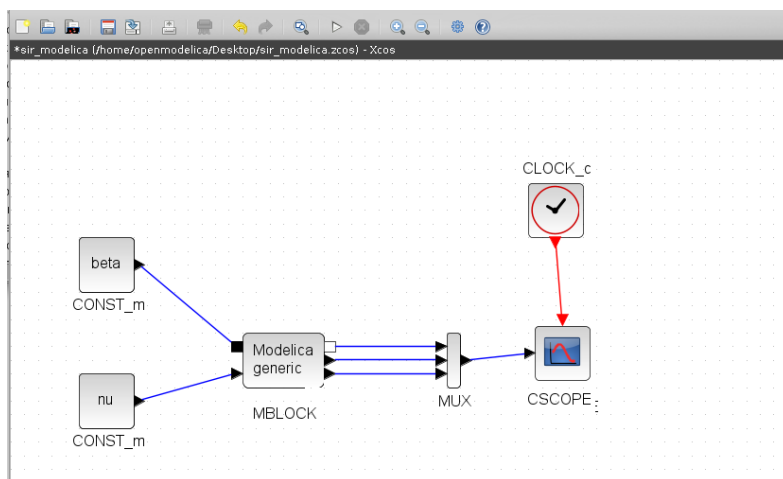 *sir_modelica (/home/openmodelica/Desktop/sir_modelica.zcos) - Xcos
CLOCK_c
beta
CONST_m
Modelica
generic
nu
MBLOCK
MUX
CSCOPE
CONST_m